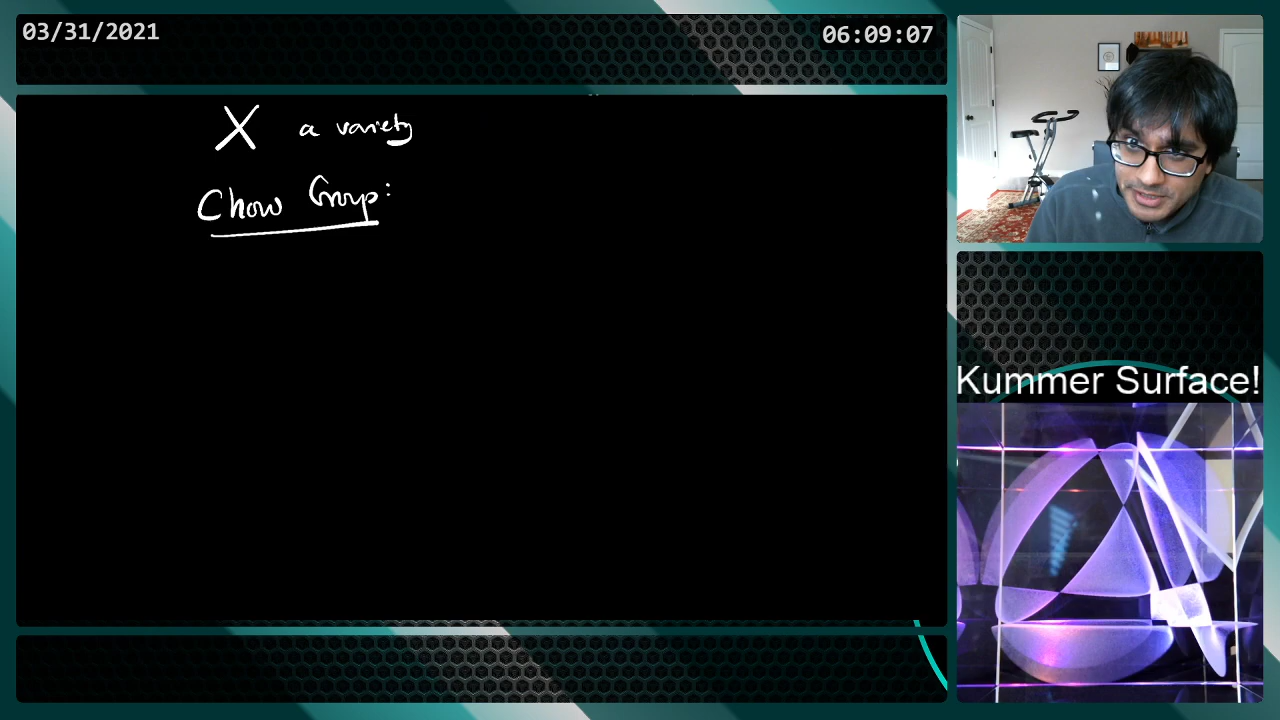 03/31/2021
06:09:07
X a variety
Chow Group:
Kummer Surface!